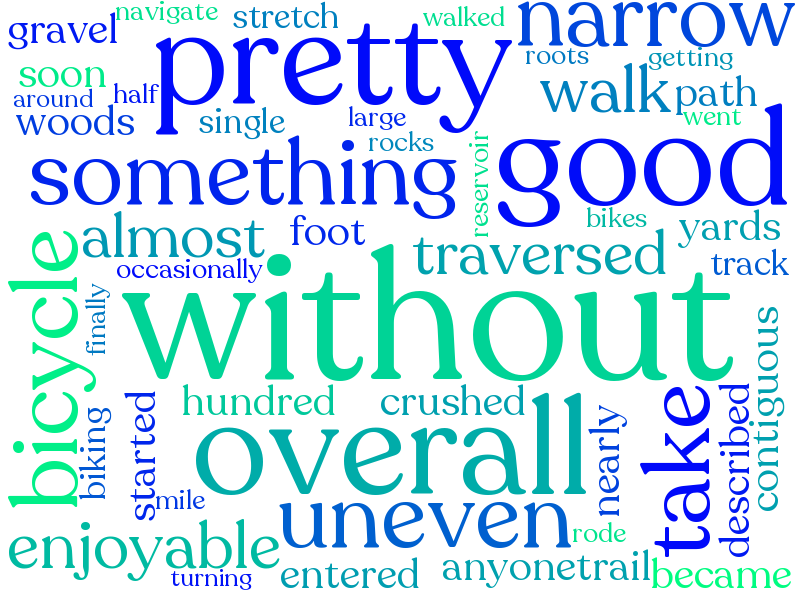 navigate
stretch
walked
narrow
gravel
pretty
roots
getting
soon
around
half
walk
path
woods
single
large
went
rocks
something
reservoir
good
almost
foot
bikes
yards
traversed
track
occasionally
without
bicycle
finally
contiguous
hundred
crushed
take
described
biking
started
overall
nearly
mile
uneven
rode
enjoyable
entered
anyone
trail
turning
became